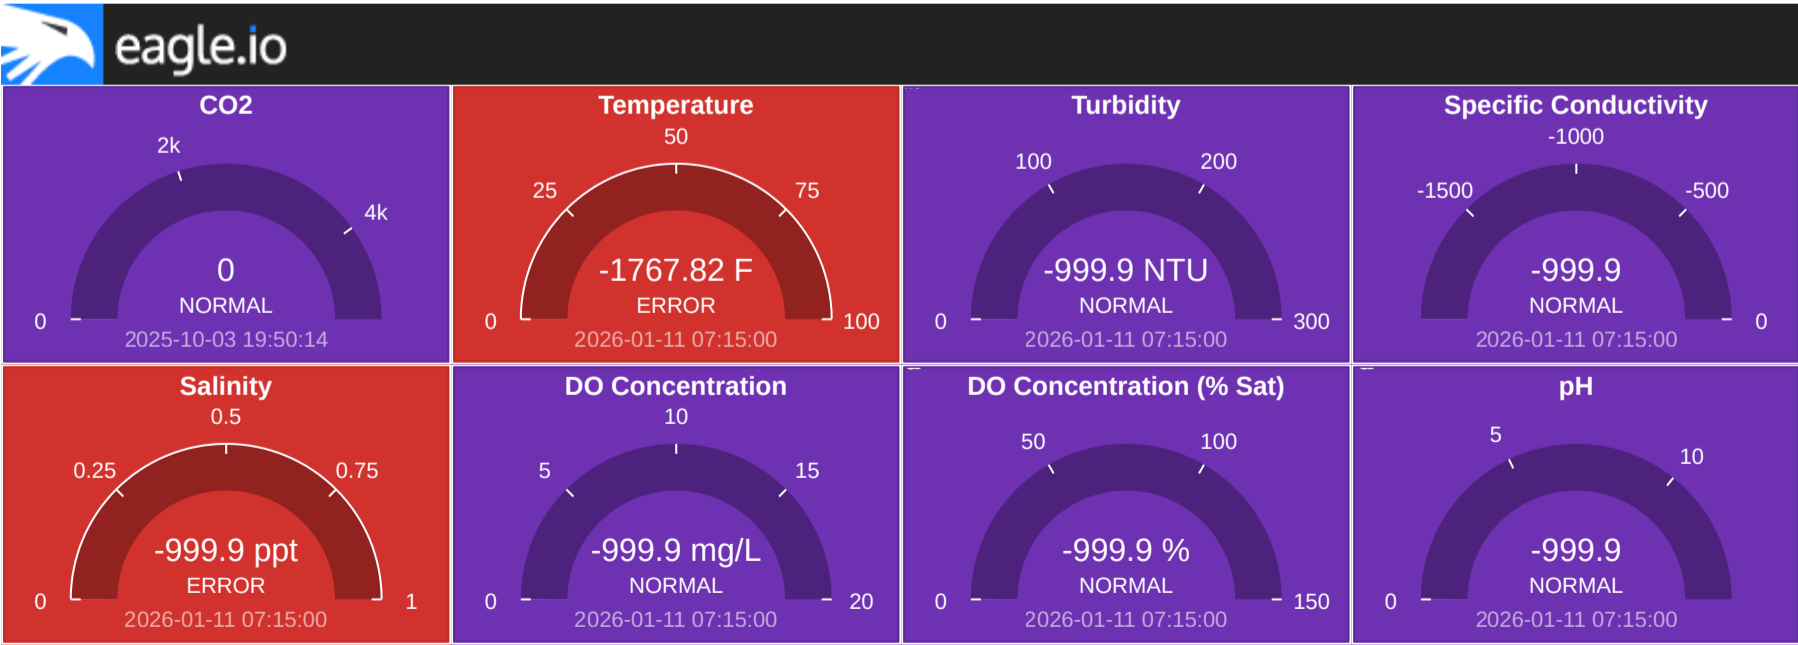 eagle.io
CO2
2k
4k
0
0
NORMAL
2025-10-03 19:50:14
Temperature
50
25
75
-1767.82 F
ERROR
0
100
2026-01-11 07:15:00
Turbidity
100
200
-999.9 NTU
NORMAL
0
300
2026-01-11 07:15:00
Specific Conductivity
-1000
-1500
-500
-999.9
NORMAL
0
2026-01-11 07:15:00
Salinity
0.5
0.25
0.75
-999.9 ppt
ERROR
0
1
2026-01-11 07:15:00
DO Concentration
10
5
15
-999.9 mg/L
NORMAL
0
20
2026-01-11 07:15:00
DO Concentration (% Sat)
50
100
-999.9 %
NORMAL
0
150
2026-01-11 07:15:00
pH
5
10
-999.9
NORMAL
0
2026-01-11 07:15:00